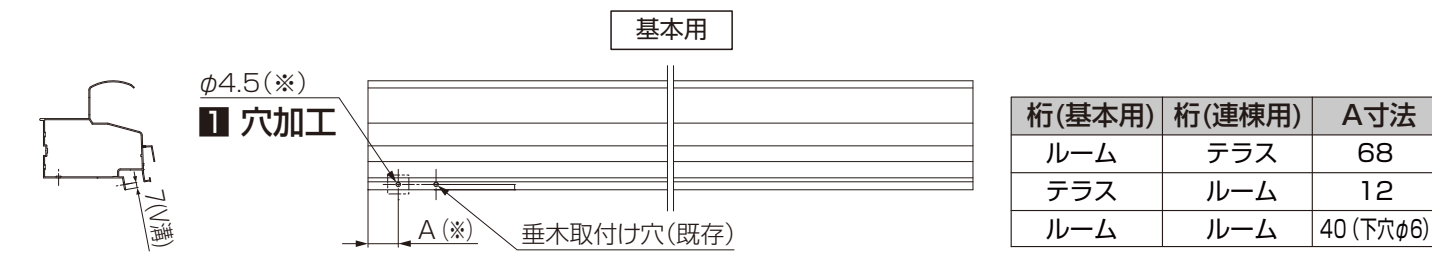 基本用
φ4.5(※)
1 穴加工
7(V溝)
A(※)
垂木取付け穴(既存)
桁(基本用) 桁(連棟用) A寸法
ルーム テラス 68
テラス ルーム 12
ルーム ルーム 40(下穴φ6)